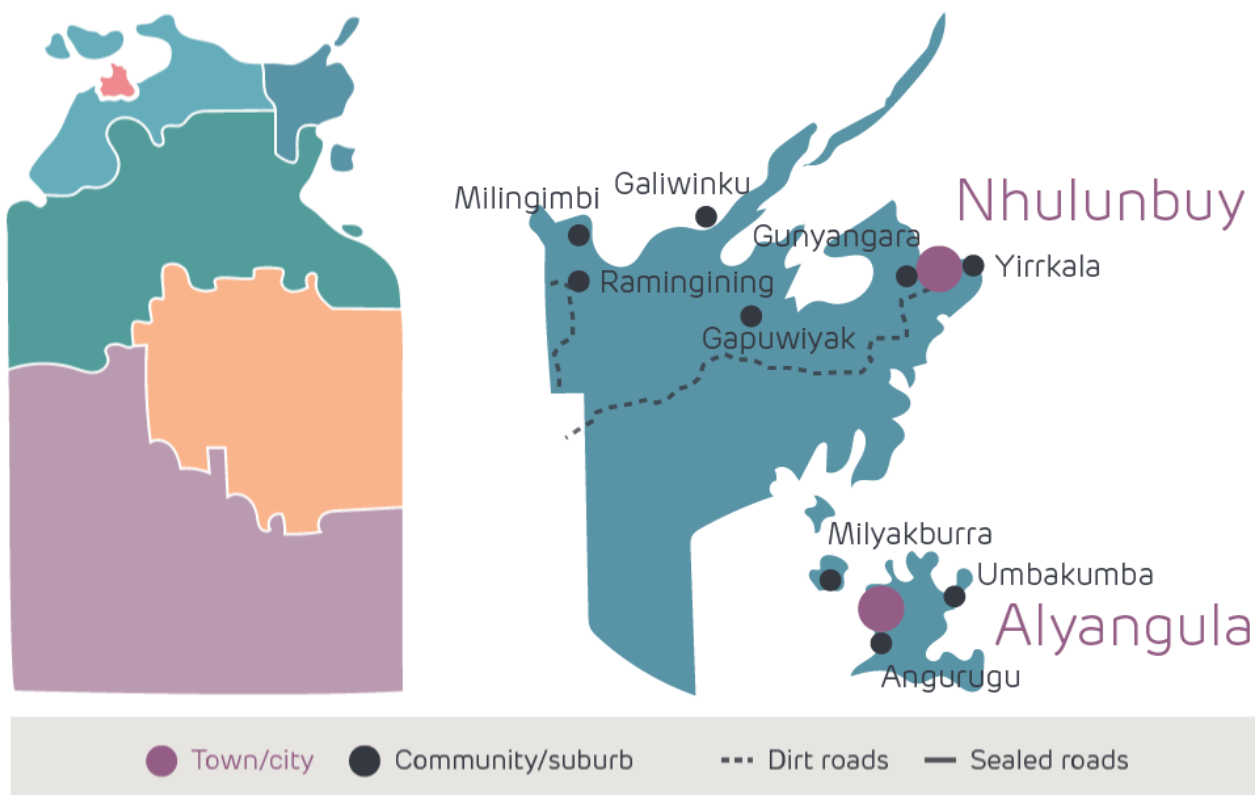 Nhulunbuy
Galiwinku
Milingimbi
Gunyangara
Yirrkala
Ramingining
Gapuwiyak
Milyakburra
Umbakumba
Alyangula
Angurugu
Town/city
Community/suburb
Dirt roads
Sealed roads